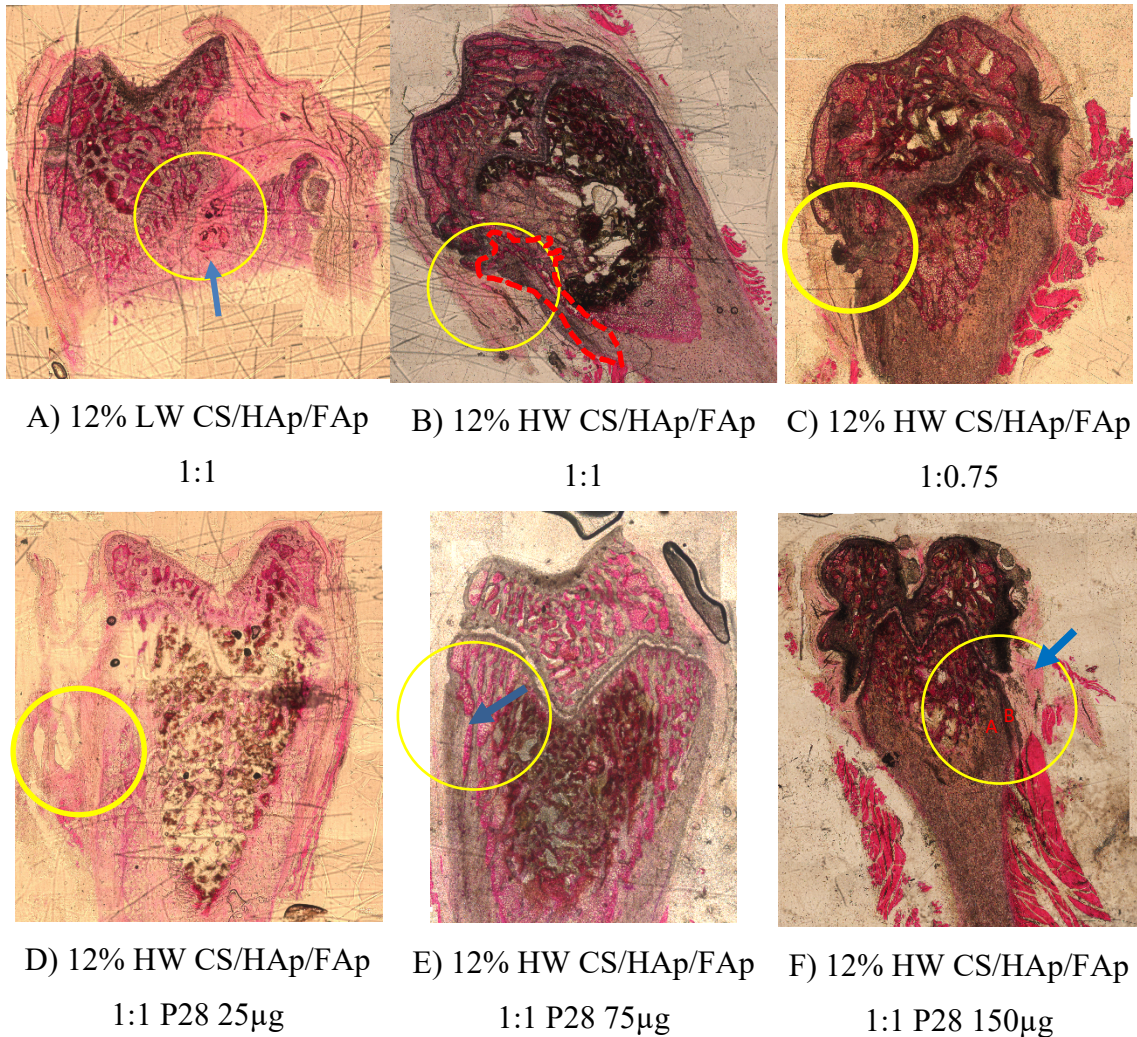 A) 12% LW CS/HAp/FAp
1:1
B) 12% HW CS/HAp/FAp
1:1
C) 12% HW CS/HAp/FAp
1:0.75
D) 12% HW CS/HAp/FAp
1:1 P28 25µg
E) 12% HW CS/HAp/FAp
1:1 P28 75µg
A B
F) 12% HW CS/HAp/FAp
1:1 P28 150µg